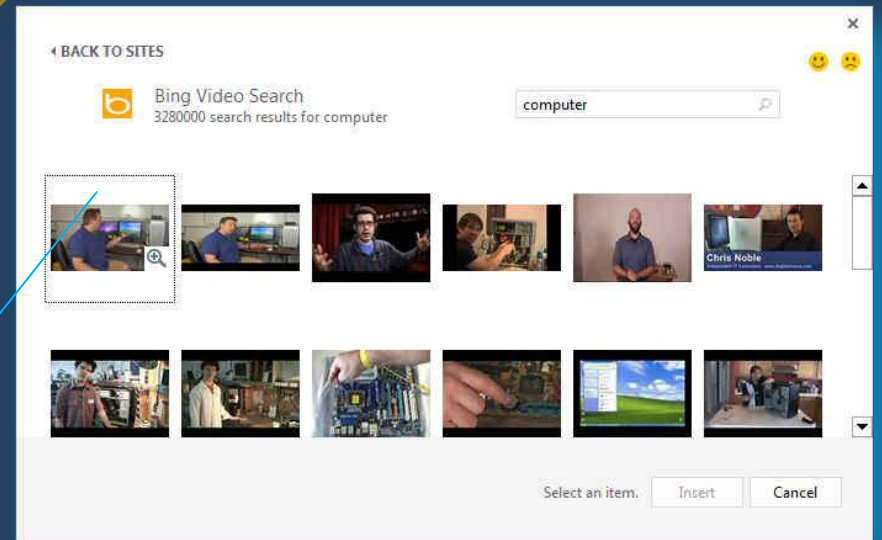 BACK TO SITES
Bing Video Search
3280000 search results for computer
computer
Chris Noble
Select an item.
Insert
Cancel